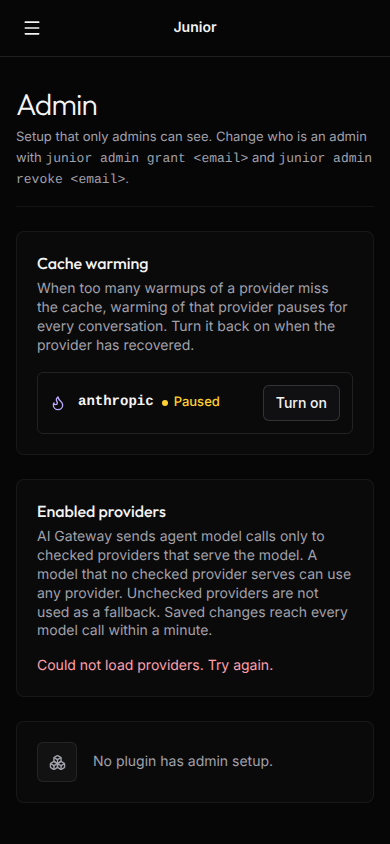 Junior
Admin
Setup that only admins can see. Change who is an admin
with junior admin grant <email> and junior admin
revoke <email>.
Cache warming
When too many warmups of a provider miss
the cache, warming of that provider pauses for
every conversation. Turn it back on when the
provider has recovered.
anthropic Paused Turn on
Enabled providers
AI Gateway sends agent model calls only to
checked providers that serve the model. A
model that no checked provider serves can use
any provider. Unchecked providers are not
used as a fallback. Saved changes reach every
model call within a minute.
Could not load providers. Try again.
No plugin has admin setup.